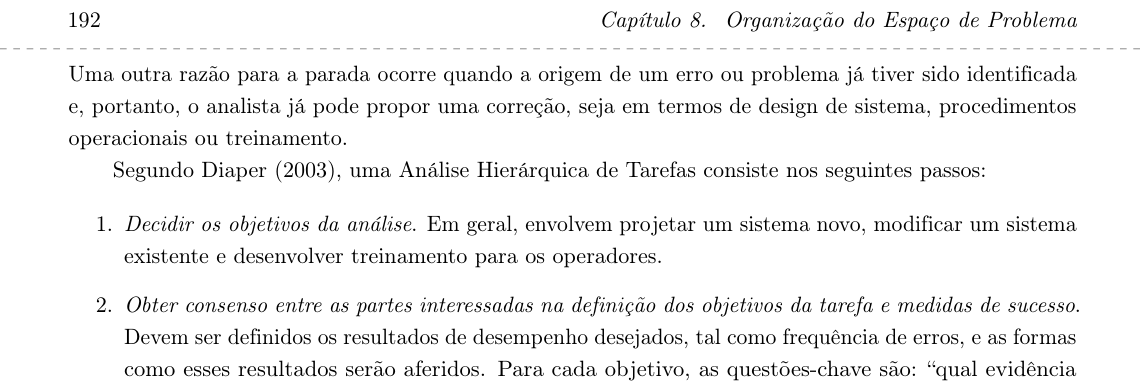 192 Capítulo 8. Organização do Espaço de Problema
Uma outra razão para a parada ocorre quando a origem de um erro ou problema já tiver sido identificada
e, portanto, o analista já pode propor uma correção, seja em termos de design de sistema, procedimentos
operacionais ou treinamento.
Segundo Diaper (2003), uma Análise Hierárquica de Tarefas consiste nos seguintes passos:
1. Decidir os objetivos da análise. Em geral, envolvem projetar um sistema novo, modificar um sistema
existente e desenvolver treinamento para os operadores.
2. Obter consenso entre as partes interessadas na definição dos objetivos da tarefa e medidas de sucesso.
Devem ser definidos os resultados de desempenho desejados, tal como frequência de erros, e as formas
como esses resultados serão aferidos. Para cada objetivo, as questões-chave são: “qual evidência